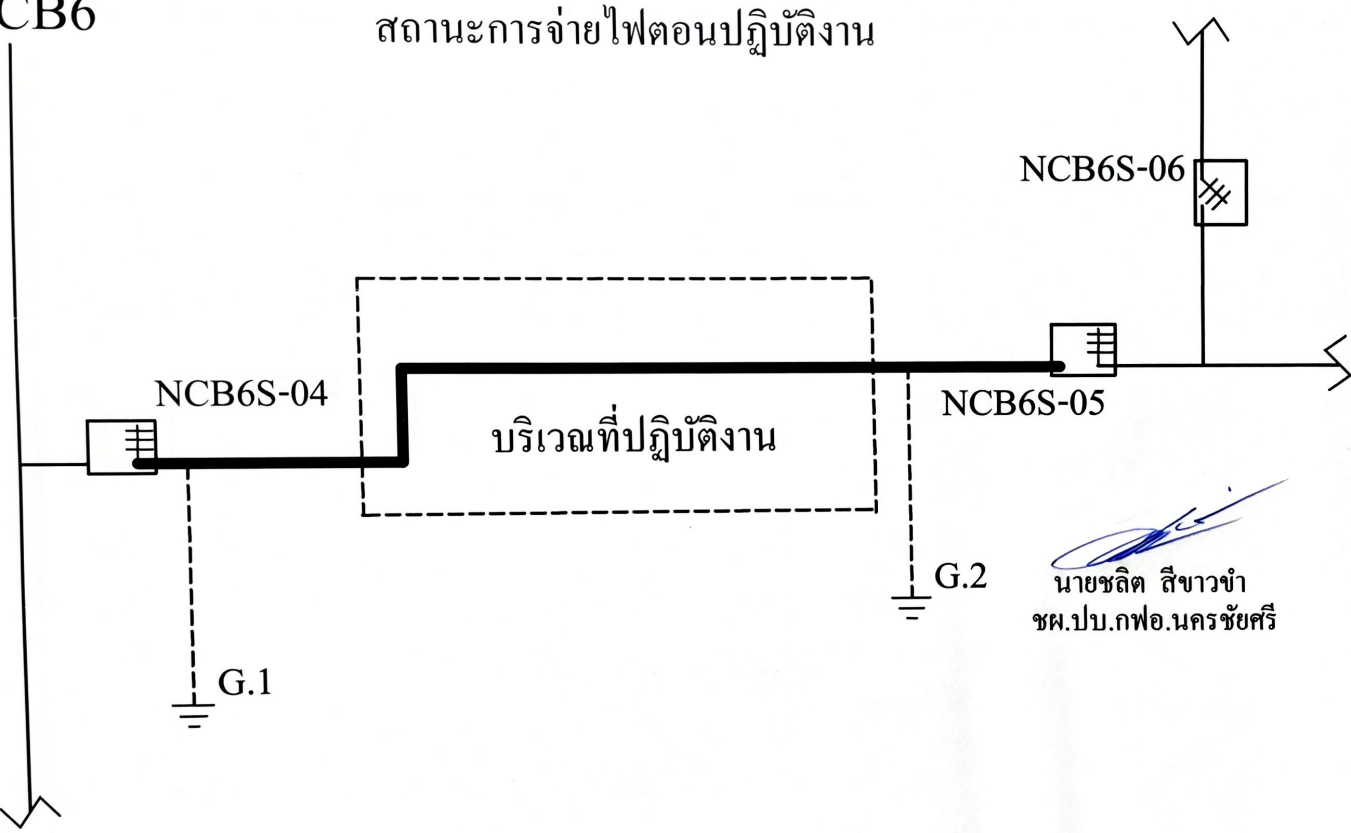 CB6
สถานะการจ่ายไฟตอนปฏิบัติงาน
NCB6S-06
NCB6S-04
NCB6S-05
บริเวณที่ปฏิบัติงาน
G.2
นายชลิต สีขาวขำ
ชผ.ปบ.กฟอ.นครชัยศรี
G.1